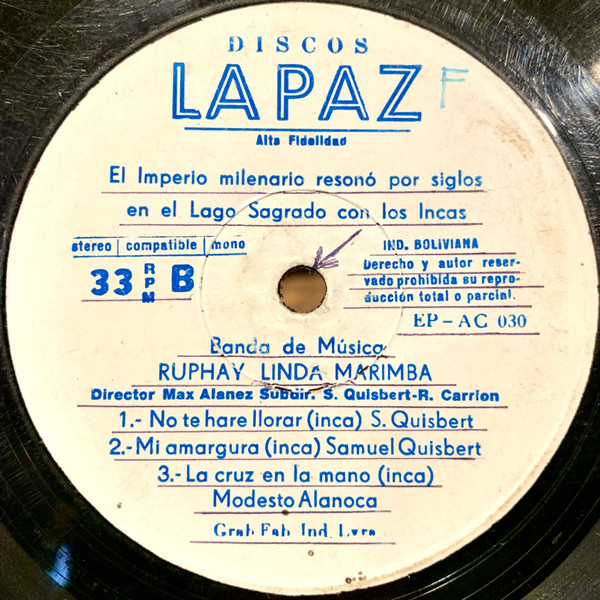 DISCOS
LA PAZ F
Alta Fidelidad
El Imperio milenario resonó por siglos
en el Lago Sagrado con los Incas
stereo | compatible | mono
33 RPM B
IND. BOLIVIANA
Derecho y autor reser-
vado prohibida su repro-
ducción total o parcial.
EP-AC 030
Banda de Música
RUPHAY LINDA MARIMBA
Director Max Alanez Subdir. S. Quisbert-R. Carrion
1.- No te hare llorar (inca) S. Quisbert
2.- Mi amargura (inca) Samuel Quisbert
3.- La cruz en la mano (inca)
Modesto Alanoca
Grab Fab Ind. Lyra